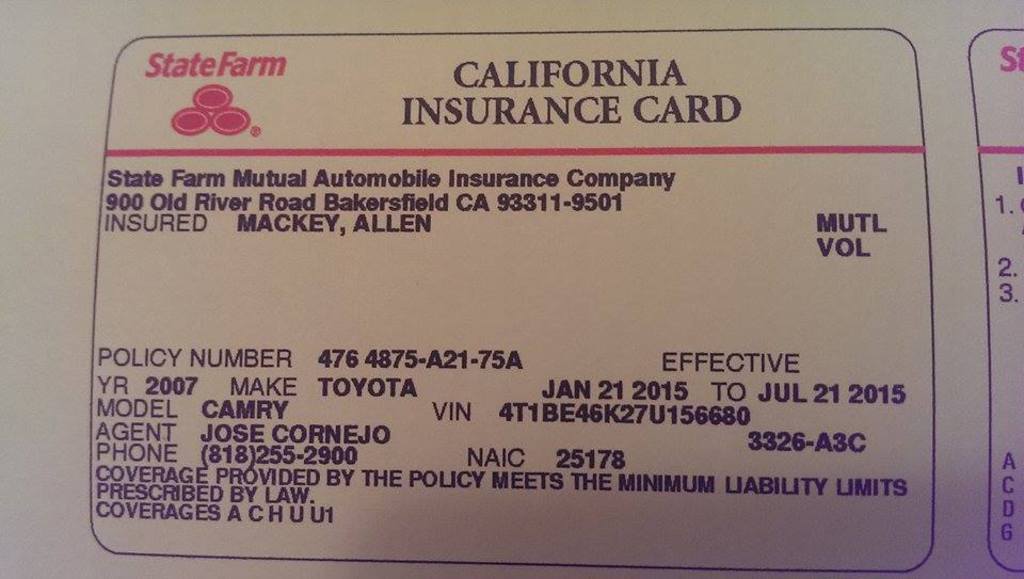 State Farm
®
CALIFORNIA
INSURANCE CARD
State Farm Mutual Automobile Insurance Company
900 Old River Road Bakersfield CA 93311-9501
INSURED MACKEY, ALLEN MUTL
VOL
POLICY NUMBER 476 4875-A21-75A EFFECTIVE
YR 2007 MAKE TOYOTA JAN 21 2015 TO JUL 21 2015
MODEL CAMRY VIN 4T1BE46K27U156680
AGENT JOSE CORNEJO 3326-A3C
PHONE (818)255-2900 NAIC 25178
COVERAGE PROVIDED BY THE POLICY MEETS THE MINIMUM LIABILITY LIMITS
PRESCRIBED BY LAW.
COVERAGES A C H U U1
1.
2.
3.
A
C
D
G